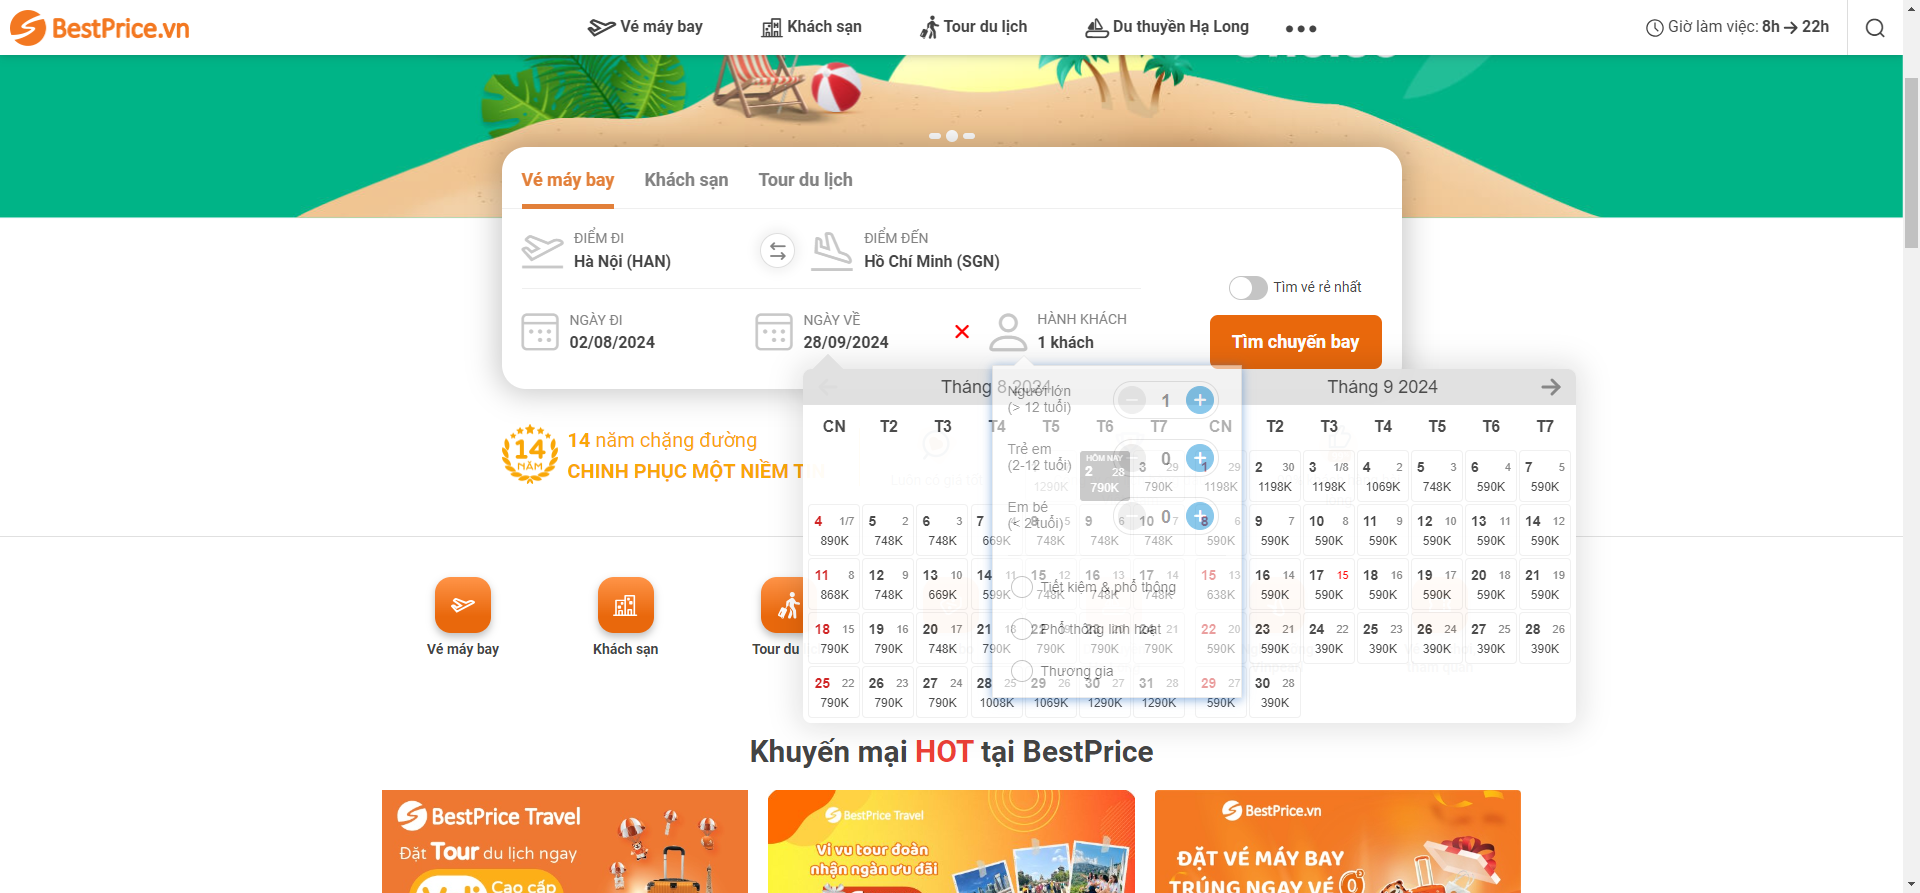 BestPrice.vn
Vé máy bay
Khách sạn
Tour du lịch
Du thuyền Hạ Long
Giờ làm việc: 8h → 22h
Vé máy bay
Khách sạn
Tour du lịch
ĐIỂM ĐI
Hà Nội (HAN)
ĐIỂM ĐẾN
Hồ Chí Minh (SGN)
Tìm vé rẻ nhất
NGÀY ĐI
02/08/2024
NGÀY VỀ
28/09/2024
HÀNH KHÁCH
1 khách
Tìm chuyến bay
Tháng 8 2024
Tháng 9 2024
Người lớn
(> 12 tuổi)
1
Trẻ em
(2-12 tuổi)
0
Em bé
(< 2 tuổi)
0
Tiết kiệm & phổ thông
Phổ thông linh hoạt
Thương gia
CN T2 T3 T4 T5 T6 T7
HÔM NAY
2 28 3 29
1290K 790K 790K
4 1/7 5 2 6 3 7 8 5 9 6 10 7
890K 748K 748K 669K 748K 748K 748K
11 8 12 9 13 10 14 11 15 12 16 13 17 14
868K 748K 669K 599K 748K 748K 748K
18 15 19 16 20 17 21 18 22 19 23 20 24 21
790K 790K 748K 790K 790K 790K 790K
25 22 26 23 27 24 28 25 29 26 30 27 31 28
790K 790K 790K 1008K 1069K 1290K 1290K
CN T2 T3 T4 T5 T6 T7
1 29 2 30 3 1/8 4 2 5 3 6 4 7 5
1198K 1198K 1198K 1069K 748K 590K 590K
8 6 9 7 10 8 11 9 12 10 13 11 14 12
590K 590K 590K 590K 590K 590K 590K
15 13 16 14 17 15 18 16 19 17 20 18 21 19
638K 590K 590K 590K 590K 590K 590K
22 20 23 21 24 22 25 23 26 24 27 25 28 26
590K 590K 390K 390K 390K 390K 390K
29 27 30 28
590K 390K
14
NĂM
14 năm chặng đường
CHINH PHỤC MỘT NIỀM TIN
Vé máy bay
Khách sạn
Tour du
Khuyến mại HOT tại BestPrice
BestPrice Travel
Đặt Tour du lịch ngay
Cao cấp
BestPrice Travel
Vi vu tour đoàn
nhận ngàn ưu đãi
BestPrice.vn
ĐẶT VÉ MÁY BAY
TRÚNG NGAY VÉ 0